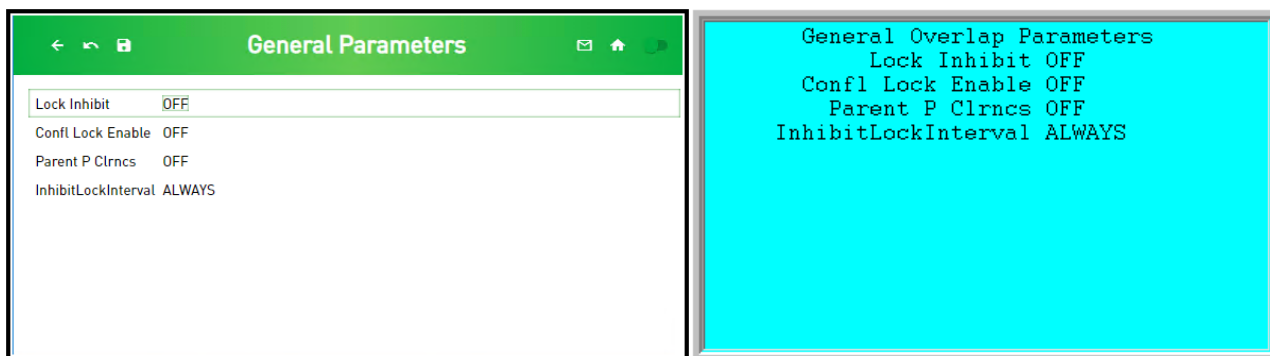 General Parameters
Lock Inhibit OFF
Confl Lock Enable OFF
Parent P Clrncs OFF
InhibitLockInterval ALWAYS
General Overlap Parameters
Lock Inhibit OFF
Confl Lock Enable OFF
Parent P Clrncs OFF
InhibitLockInterval ALWAYS